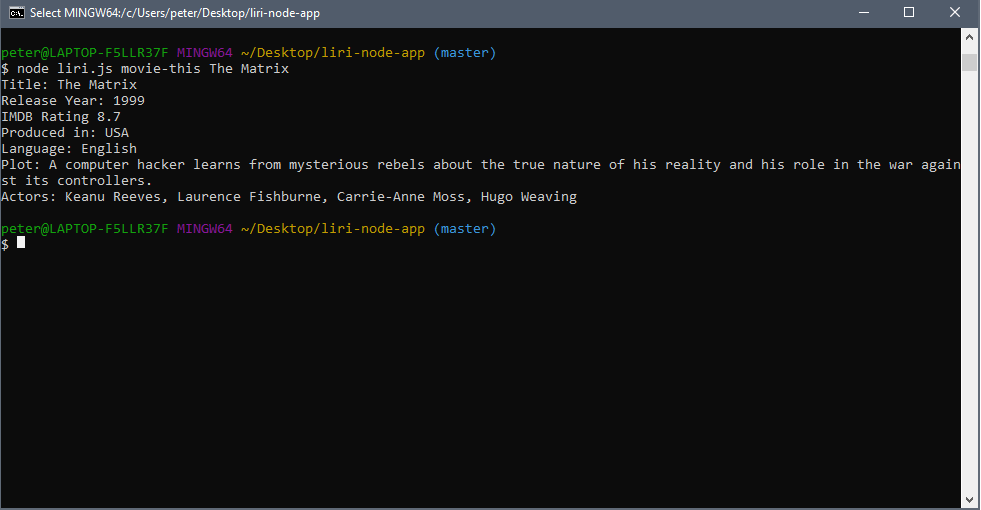 Select MINGW64:/c/Users/peter/Desktop/liri-node-app
peter@LAPTOP-F5LLR37F MINGW64 ~/Desktop/liri-node-app (master)
$ node liri.js movie-this The Matrix
Title: The Matrix
Release Year: 1999
IMDB Rating 8.7
Produced in: USA
Language: English
Plot: A computer hacker learns from mysterious rebels about the true nature of his reality and his role in the war again
st its controllers.
Actors: Keanu Reeves, Laurence Fishburne, Carrie-Anne Moss, Hugo Weaving
peter@LAPTOP-F5LLR37F MINGW64 ~/Desktop/liri-node-app (master)
$